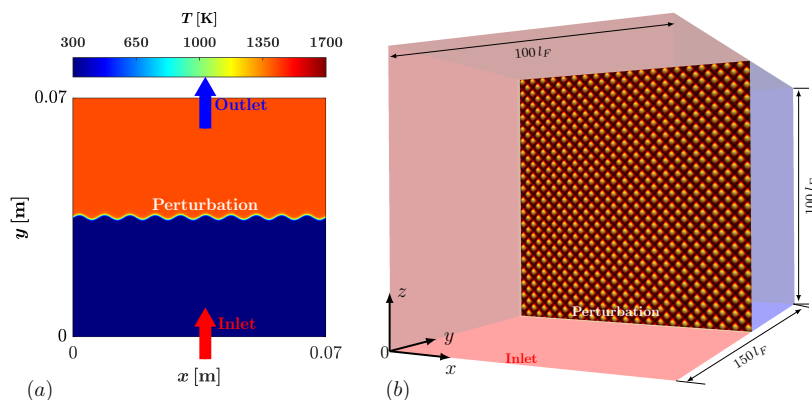 T [K]
300 650 1000 1350 1700
0.07
Outlet
Perturbation
y [m]
Inlet
0
0 0.07
x [m]
(a)
100 l_F
100 l_F
150 l_F
Perturbation
z
y
x
0
Inlet
(b)